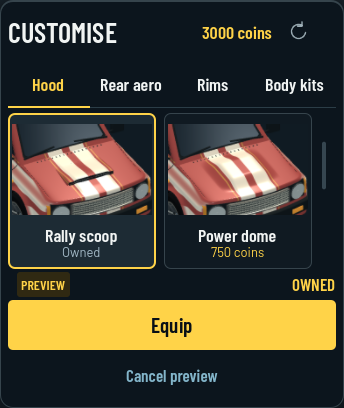 CUSTOMISE
3000 coins
Hood
Rear aero
Rims
Body kits
Rally scoop
Owned
Power dome
750 coins
PREVIEW
OWNED
Equip
Cancel preview